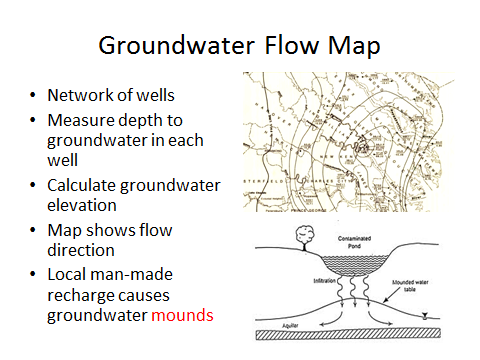 Groundwater Flow Map
• Network of wells
• Measure depth to
groundwater in each
well
• Calculate groundwater
elevation
• Map shows flow
direction
• Local man-made
recharge causes
groundwater mounds
Contaminated
Pond
Infiltration
Mounded water
table
Aquifer